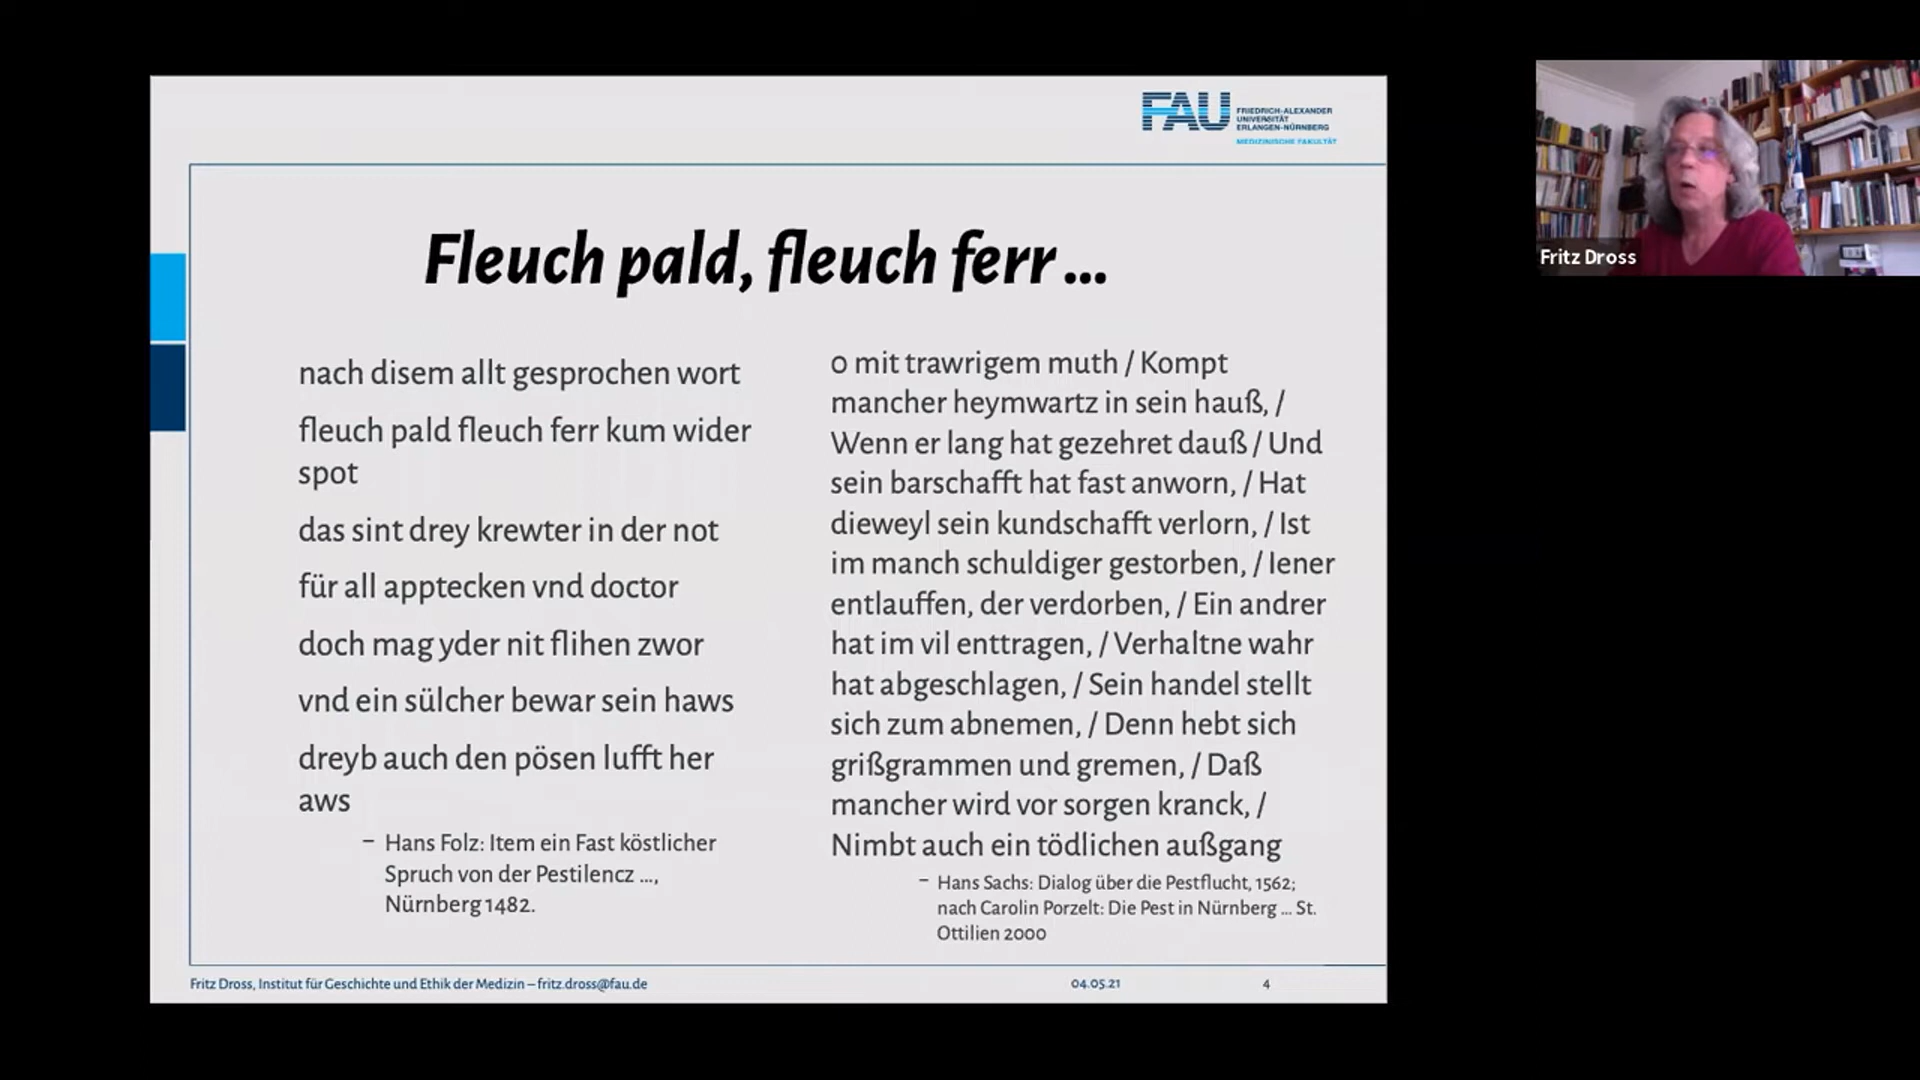 FAU
FRIEDRICH-ALEXANDER
UNIVERSITÄT
ERLANGEN-NÜRNBERG
MEDIZINISCHE FAKULTÄT
Fleuch pald, fleuch ferr ...
nach disem allt gesprochen wort
fleuch pald fleuch ferr kum wider
spot
das sint drey krewter in der not
für all apptecken vnd doctor
doch mag yder nit flihen zwor
vnd ein sülcher bewar sein haws
dreyb auch den pösen lufft her
aws
– Hans Folz: Item ein Fast köstlicher
Spruch von der Pestilencz ...,
Nürnberg 1482.
o mit trawrigem muth / Kompt
mancher heymwartz in sein hauß, /
Wenn er lang hat gezehret dauß / Und
sein barschafft hat fast anworn, / Hat
dieweyl sein kundschafft verlorn, / Ist
im manch schuldiger gestorben, / Iener
entlauffen, der verdorben, / Ein andrer
hat im vil enttragen, / Verhaltne wahr
hat abgeschlagen, / Sein handel stellt
sich zum abnemen, / Denn hebt sich
grißgrammen und gremen, / Daß
mancher wird vor sorgen kranck, /
Nimbt auch ein tödlichen außgang
– Hans Sachs: Dialog über die Pestflucht, 1562;
nach Carolin Porzelt: Die Pest in Nürnberg ... St.
Ottilien 2000
Fritz Dross, Institut für Geschichte und Ethik der Medizin – fritz.dross@fau.de
04.05.21
4
Fritz Dross